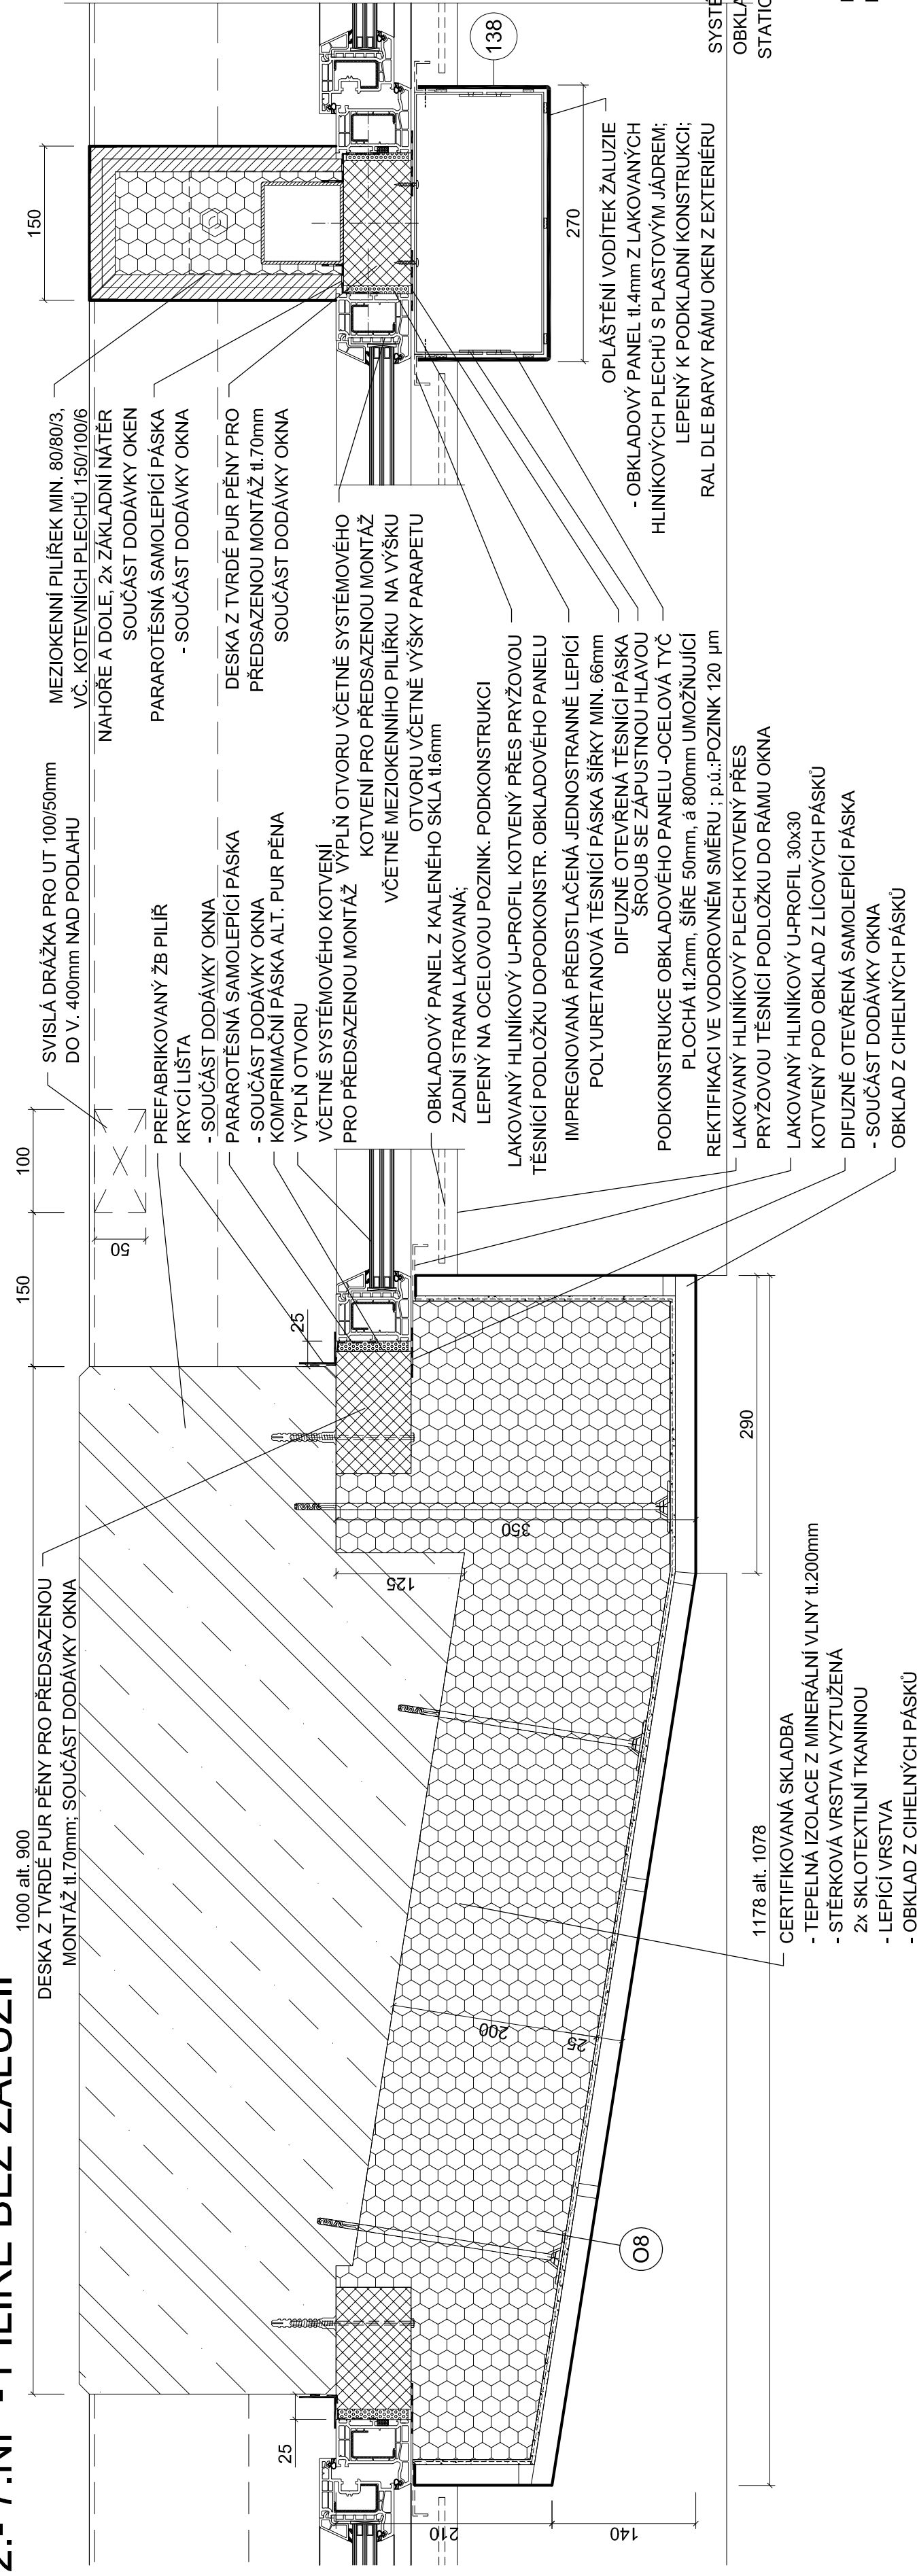 2.- 7.NP - PILÍŘE BEZ ŽALUZIÍ
1000 alt. 900
150
100
50
150
DESKA Z TVRDÉ PUR PĚNY PRO PŘEDSAZENOU
MONTÁŽ tl.70mm; SOUČÁST DODÁVKY OKNA
SVISLÁ DRÁŽKA PRO UT 100/50mm
DO V. 400mm NAD PODLAHU
PREFABRIKOVANÝ ŽB PILÍŘ
KRYCÍ LIŠTA
- SOUČÁST DODÁVKY OKNA
PAROTĚSNÁ SAMOLEPÍCÍ PÁSKA
- SOUČÁST DODÁVKY OKNA
KOMPRIMAČNÍ PÁSKA ALT. PUR PĚNA
VÝPLŇ OTVORU
VČETNĚ SYSTÉMOVÉHO KOTVENÍ
PRO PŘEDSAZENOU MONTÁŽ
MEZIOKENNÍ PILÍŘEK MIN. 80/80/3,
VČ. KOTEVNÍCH PLECHŮ 150/100/6
NAHOŘE A DOLE, 2x ZÁKLADNÍ NÁTĚR
SOUČÁST DODÁVKY OKEN
PARAROTĚSNÁ SAMOLEPÍCÍ PÁSKA
- SOUČÁST DODÁVKY OKNA
DESKA Z TVRDÉ PUR PĚNY PRO
PŘEDSAZENOU MONTÁŽ tl.70mm
SOUČÁST DODÁVKY OKNA
VÝPLŇ OTVORU VČETNĚ SYSTÉMOVÉHO
KOTVENÍ PRO PŘEDSAZENOU MONTÁŽ
VČETNĚ MEZIOKENNÍHO PILÍŘKU NA VÝŠKU
OTVORU VČETNĚ VÝŠKY PARAPETU
OBKLADOVÝ PANEL Z KALENÉHO SKLA tl.6mm
ZADNÍ STRANA LAKOVANÁ;
LEPENÝ NA OCELOVOU POZINK. PODKONSTRUKCI
LAKOVANÝ HLINÍKOVÝ U-PROFIL KOTVENÝ PŘES PRYŽOVOU
TĚSNÍCÍ PODLOŽKU DOPODKONSTR. OBKLADOVÉHO PANELU
IMPREGNOVANÁ PŘEDSTLAČENÁ JEDNOSTRANNĚ LEPÍCÍ
POLYURETANOVÁ TĚSNÍCÍ PÁSKA ŠÍŘKY MIN. 66mm
DIFUZNĚ OTEVŘENÁ TĚSNÍCÍ PÁSKA
ŠROUB SE ZÁPUSTNOU HLAVOU
PODKONSTRUKCE OBKLADOVÉHO PANELU -OCELOVÁ TYČ
PLOCHÁ tl.2mm, ŠÍŘE 50mm, á 800mm UMOŽŇUJÍCÍ
REKTIFIKACI VE VODOROVNÉM SMĚRU ; p.ú.:POZINK 120 µm
LAKOVANÝ HLINÍKOVÝ PLECH KOTVENÝ PŘES
PRYŽOVOU TĚSNÍCÍ PODLOŽKU DO RÁMU OKNA
LAKOVANÝ HLINÍKOVÝ U-PROFIL 30x30
KOTVENÝ POD OBKLAD Z LÍCOVÝCH PÁSKŮ
DIFUZNĚ OTEVŘENÁ SAMOLEPÍCÍ PÁSKA
- SOUČÁST DODÁVKY OKNA
OBKLAD Z CIHELNÝCH PÁSKŮ
OPLÁŠTĚNÍ VODÍTEK ŽALUZIE
- OBKLADOVÝ PANEL tl.4mm Z LAKOVANÝCH
HLINÍKOVÝCH PLECHŮ S PLASTOVÝM JÁDREM;
LEPENÝ K PODKLADNÍ KONSTRUKCI;
RAL DLE BARVY RÁMU OKEN Z EXTERIÉRU
138
270
25
25
125
350
200
25
210
140
290
1178 alt. 1078
O8
CERTIFIKOVANÁ SKLADBA
- TEPELNÁ IZOLACE Z MINERÁLNÍ VLNY tl.200mm
- STĚRKOVÁ VRSTVA VYZTUŽENÁ
2x SKLOTEXTILNÍ TKANINOU
- LEPÍCÍ VRSTVA
- OBKLAD Z CIHELNÝCH PÁSKŮ
SYSTÉ
OBKLA
STATIC